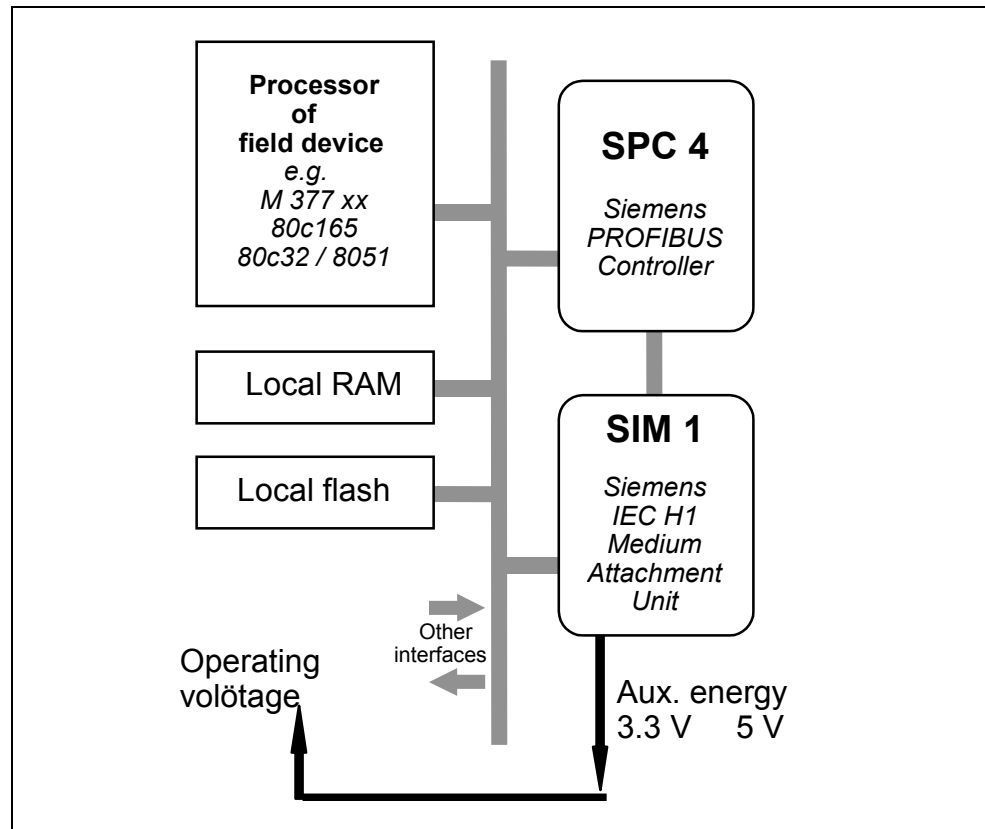 Processor
of
field device
e.g.
M 377 xx
80c165
80c32 / 8051
SPC 4
Siemens
PROFIBUS
Controller
Local RAM
Local flash
SIM 1
Siemens
IEC H1
Medium
Attachment
Unit
Other
interfaces
Operating
volötage
Aux. energy
3.3 V 5 V